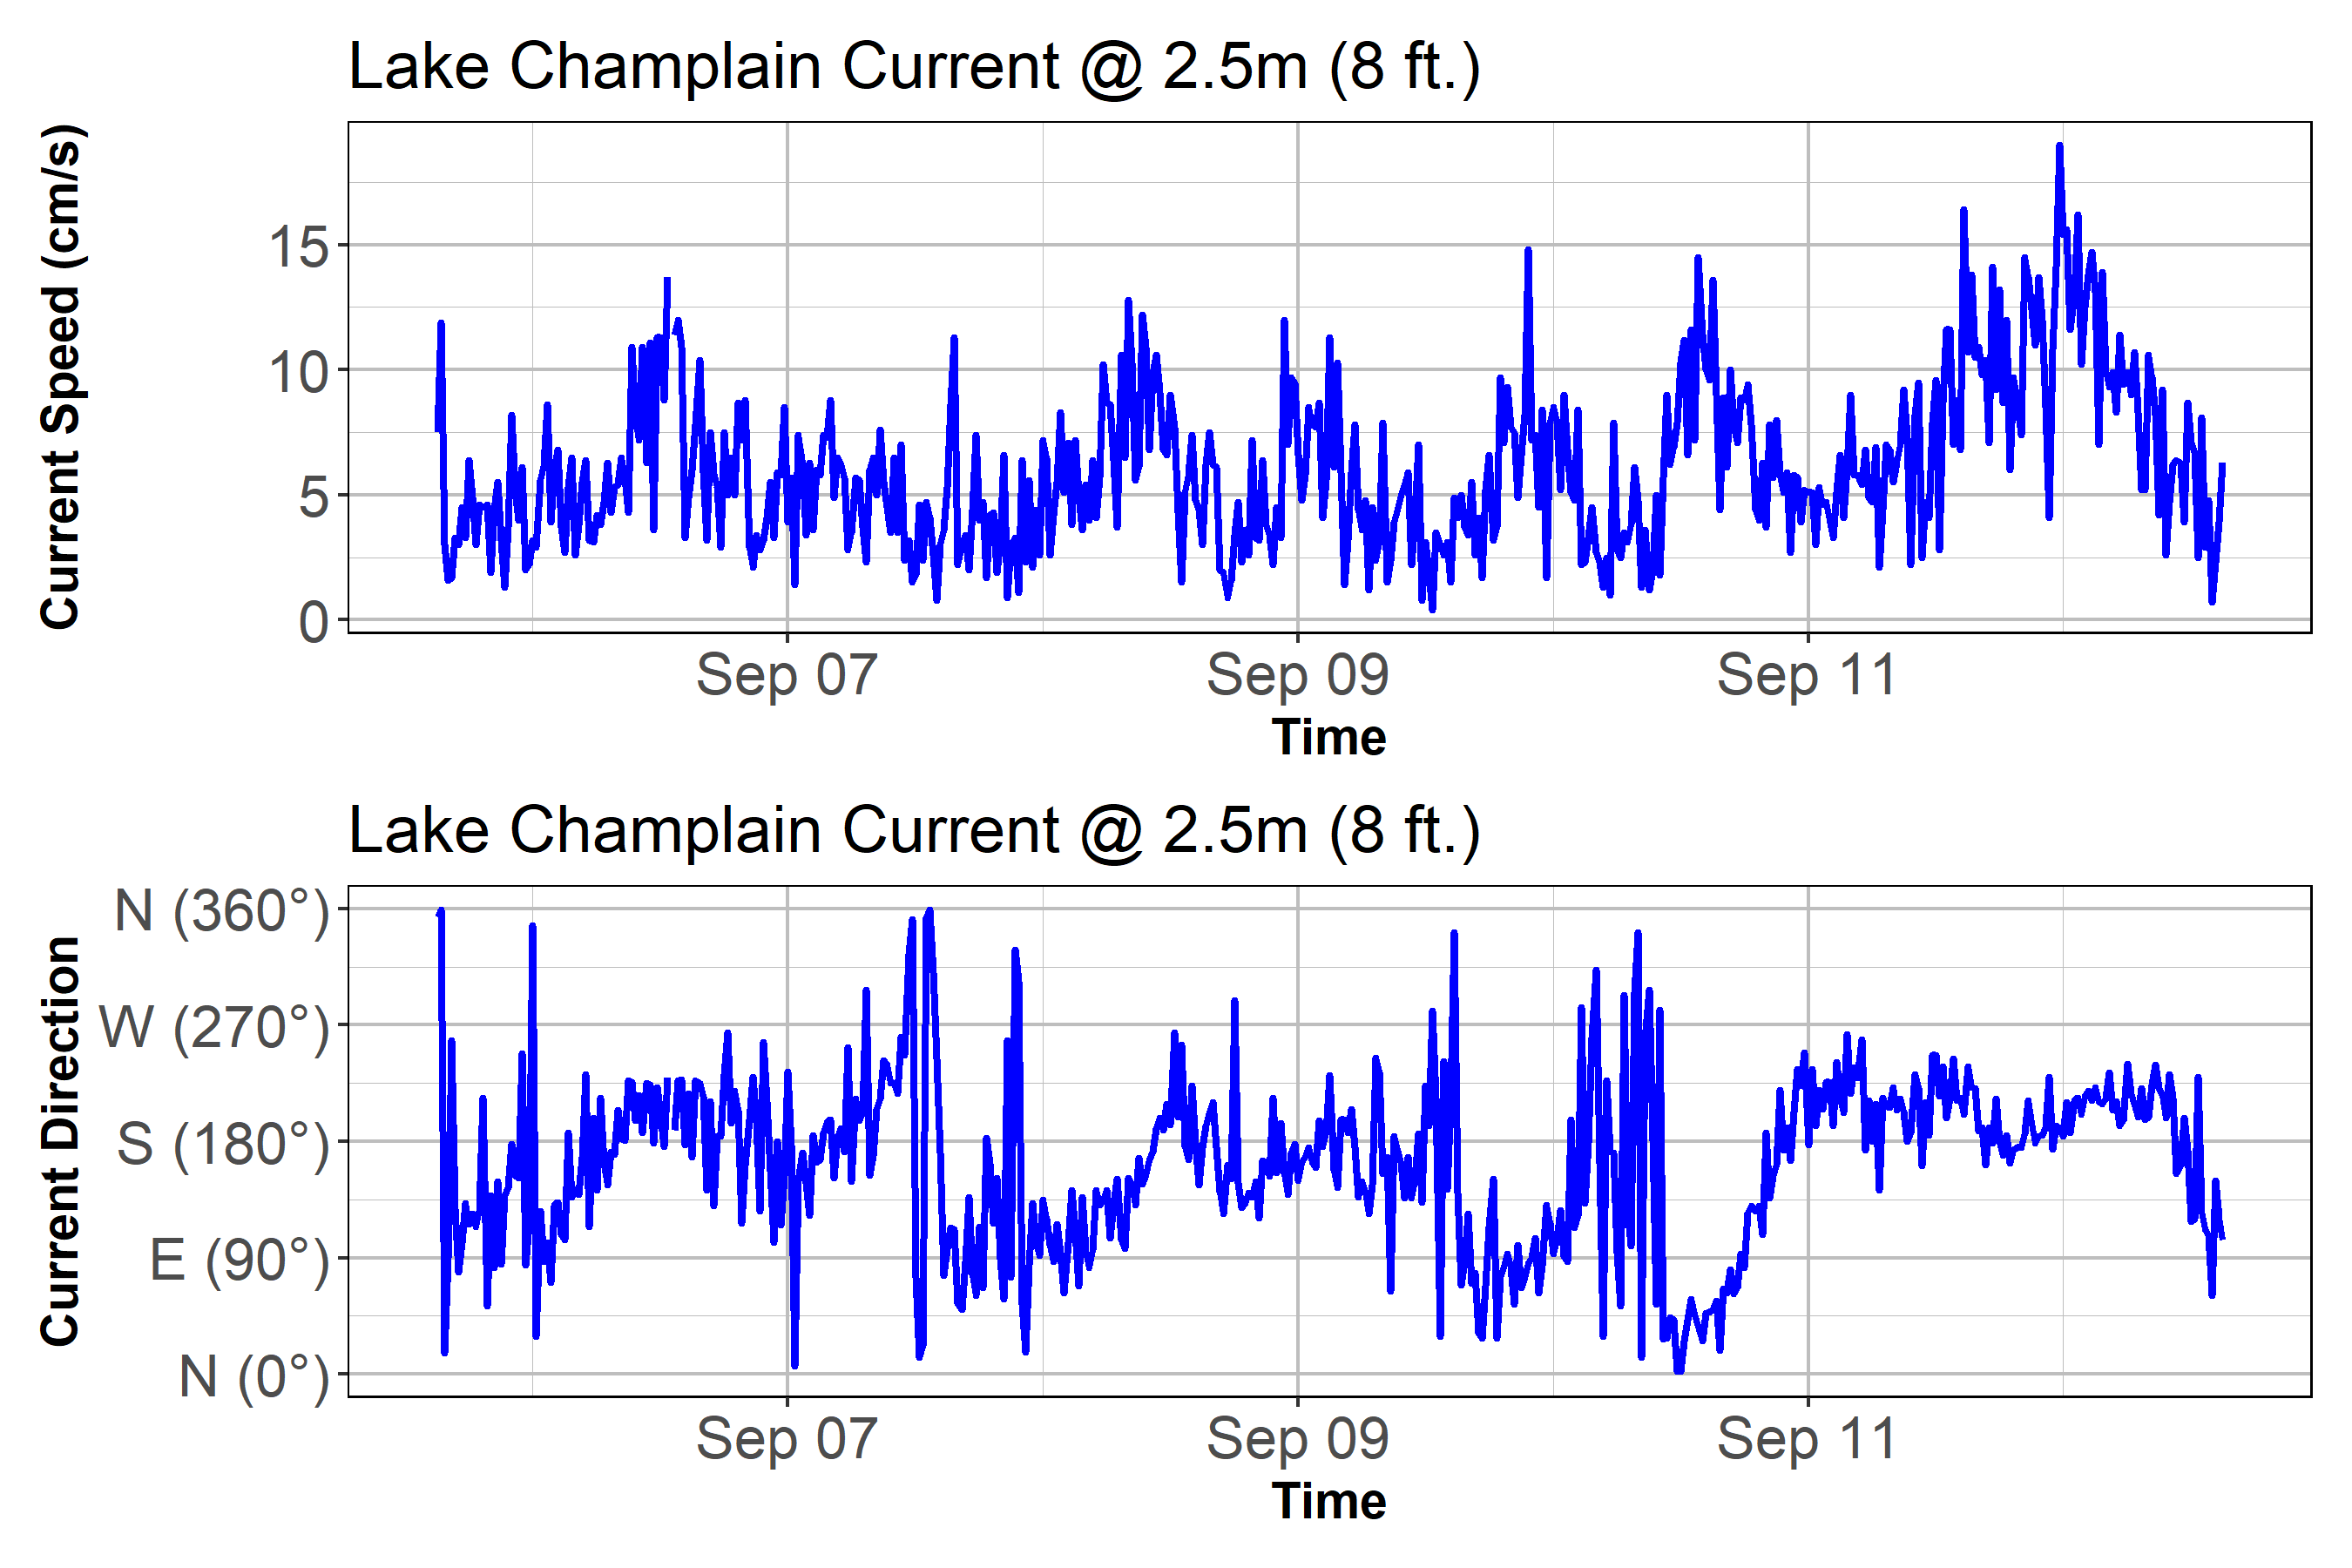 Lake Champlain Current @ 2.5m (8 ft.)
Current Speed (cm/s)
15
10
5
0
Sep 07 Sep 09 Sep 11
Time
Lake Champlain Current @ 2.5m (8 ft.)
Current Direction
N (360°)
W (270°)
S (180°)
E (90°)
N (0°)
Sep 07 Sep 09 Sep 11
Time